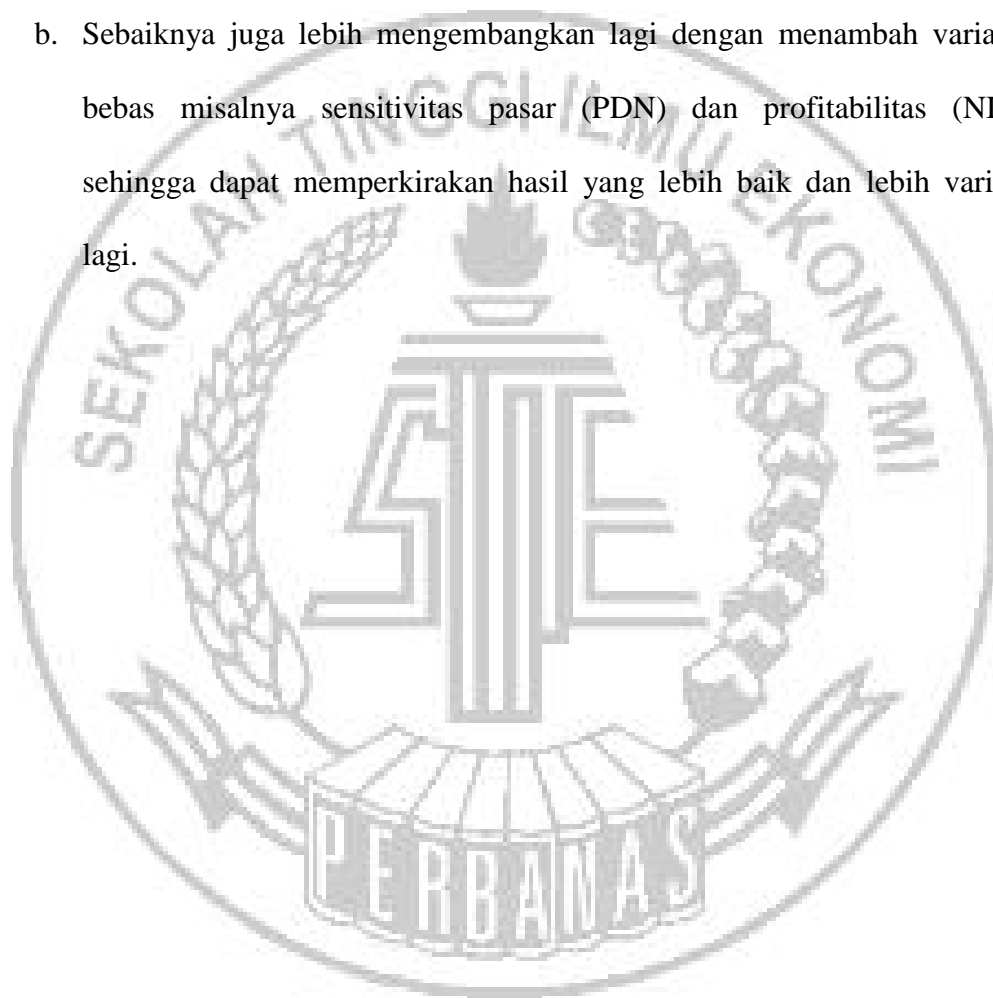 b. Sebaiknya juga lebih mengembangkan lagi dengan menambah varia
bebas misalnya sensitivitas pasar (PDN) dan profitabilitas (NI
sehingga dapat memperkirakan hasil yang lebih baik dan lebih vari
lagi.
SEKOLAH TINGGI ILMU EKONOMI
STIE
PERBANAS